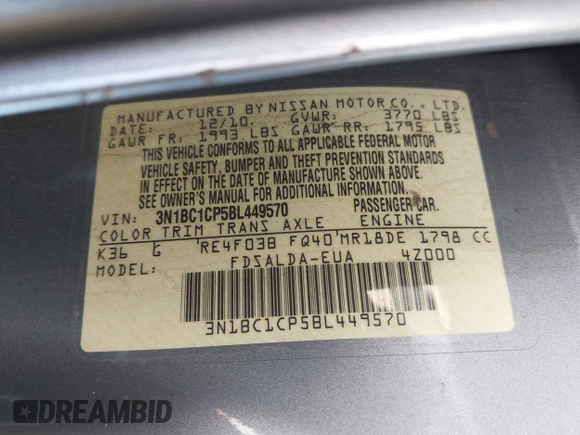 MANUFACTURED BY NISSAN MOTOR CO., LTD.
DATE: 12/10. GVWR: 3770 LBS
GAWR FR: 1993 LBS GAWR RR: 1795 LBS
THIS VEHICLE CONFORMS TO ALL APPLICABLE FEDERAL MOTOR
VEHICLE SAFETY, BUMPER AND THEFT PREVENTION STANDARDS
IN EFFECT ON THE DATE OF MANUFACTURE SHOWN ABOVE.
SEE OWNER'S MANUAL.
VIN: 3N1BC1CP5BL449570 PASSENGER CAR.
COLOR TRIM TRANS AXLE ENGINE
K36 G RE4F03B FQ40 MR18DE 1798 CC
MODEL: FDSALDA-EUA 4Z000
3N1BC1CP5BL449570
DREAMBID